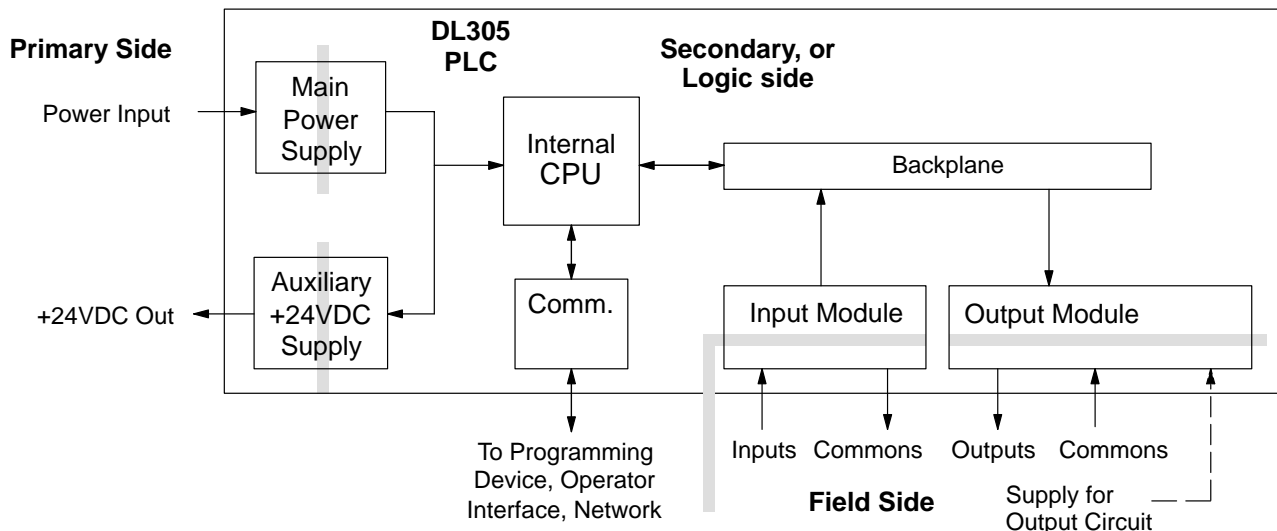 Primary Side
DL305
PLC
Secondary, or
Logic side
Power Input
Main
Power
Supply
Internal
CPU
Backplane
+24VDC Out
Auxiliary
+24VDC
Supply
Comm.
Input Module
Output Module
To Programming
Device, Operator
Interface, Network
Inputs
Commons
Outputs
Commons
Field Side
Supply for
Output Circuit